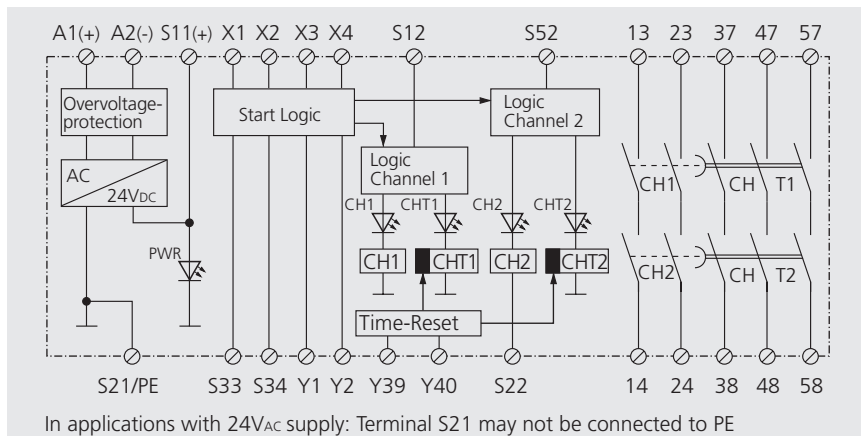 A1(+) A2(-) S11(+) X1 X2 X3 X4 S12 S52 13 23 37 47 57
Overvoltage-
protection
Start Logic
Logic
Channel 2
AC
24VDC
Logic
Channel 1
CH1 CH T1
CH1 CHT1 CH2 CHT2
PWR
CH1 CHT1 CH2 CHT2
CH2 CH T2
Time-Reset
S21/PE S33 S34 Y1 Y2 Y39 Y40 S22 14 24 38 48 58
In applications with 24VAC supply: Terminal S21 may not be connected to PE